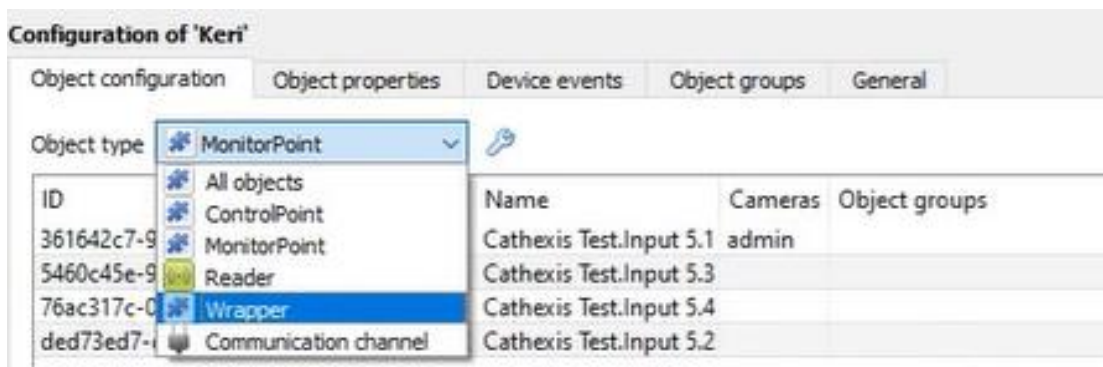 Configuration of 'Keri'
Object configuration Object properties Device events Object groups General
Object type MonitorPoint
All objects
ControlPoint
MonitorPoint
Reader
Wrapper
Communication channel
ID Name Cameras Object groups
361642c7-9 Cathexis Test.Input 5.1 admin
5460c45e-9 Cathexis Test.Input 5.3
76ac317c-0 Cathexis Test.Input 5.4
ded73ed7- Cathexis Test.Input 5.2